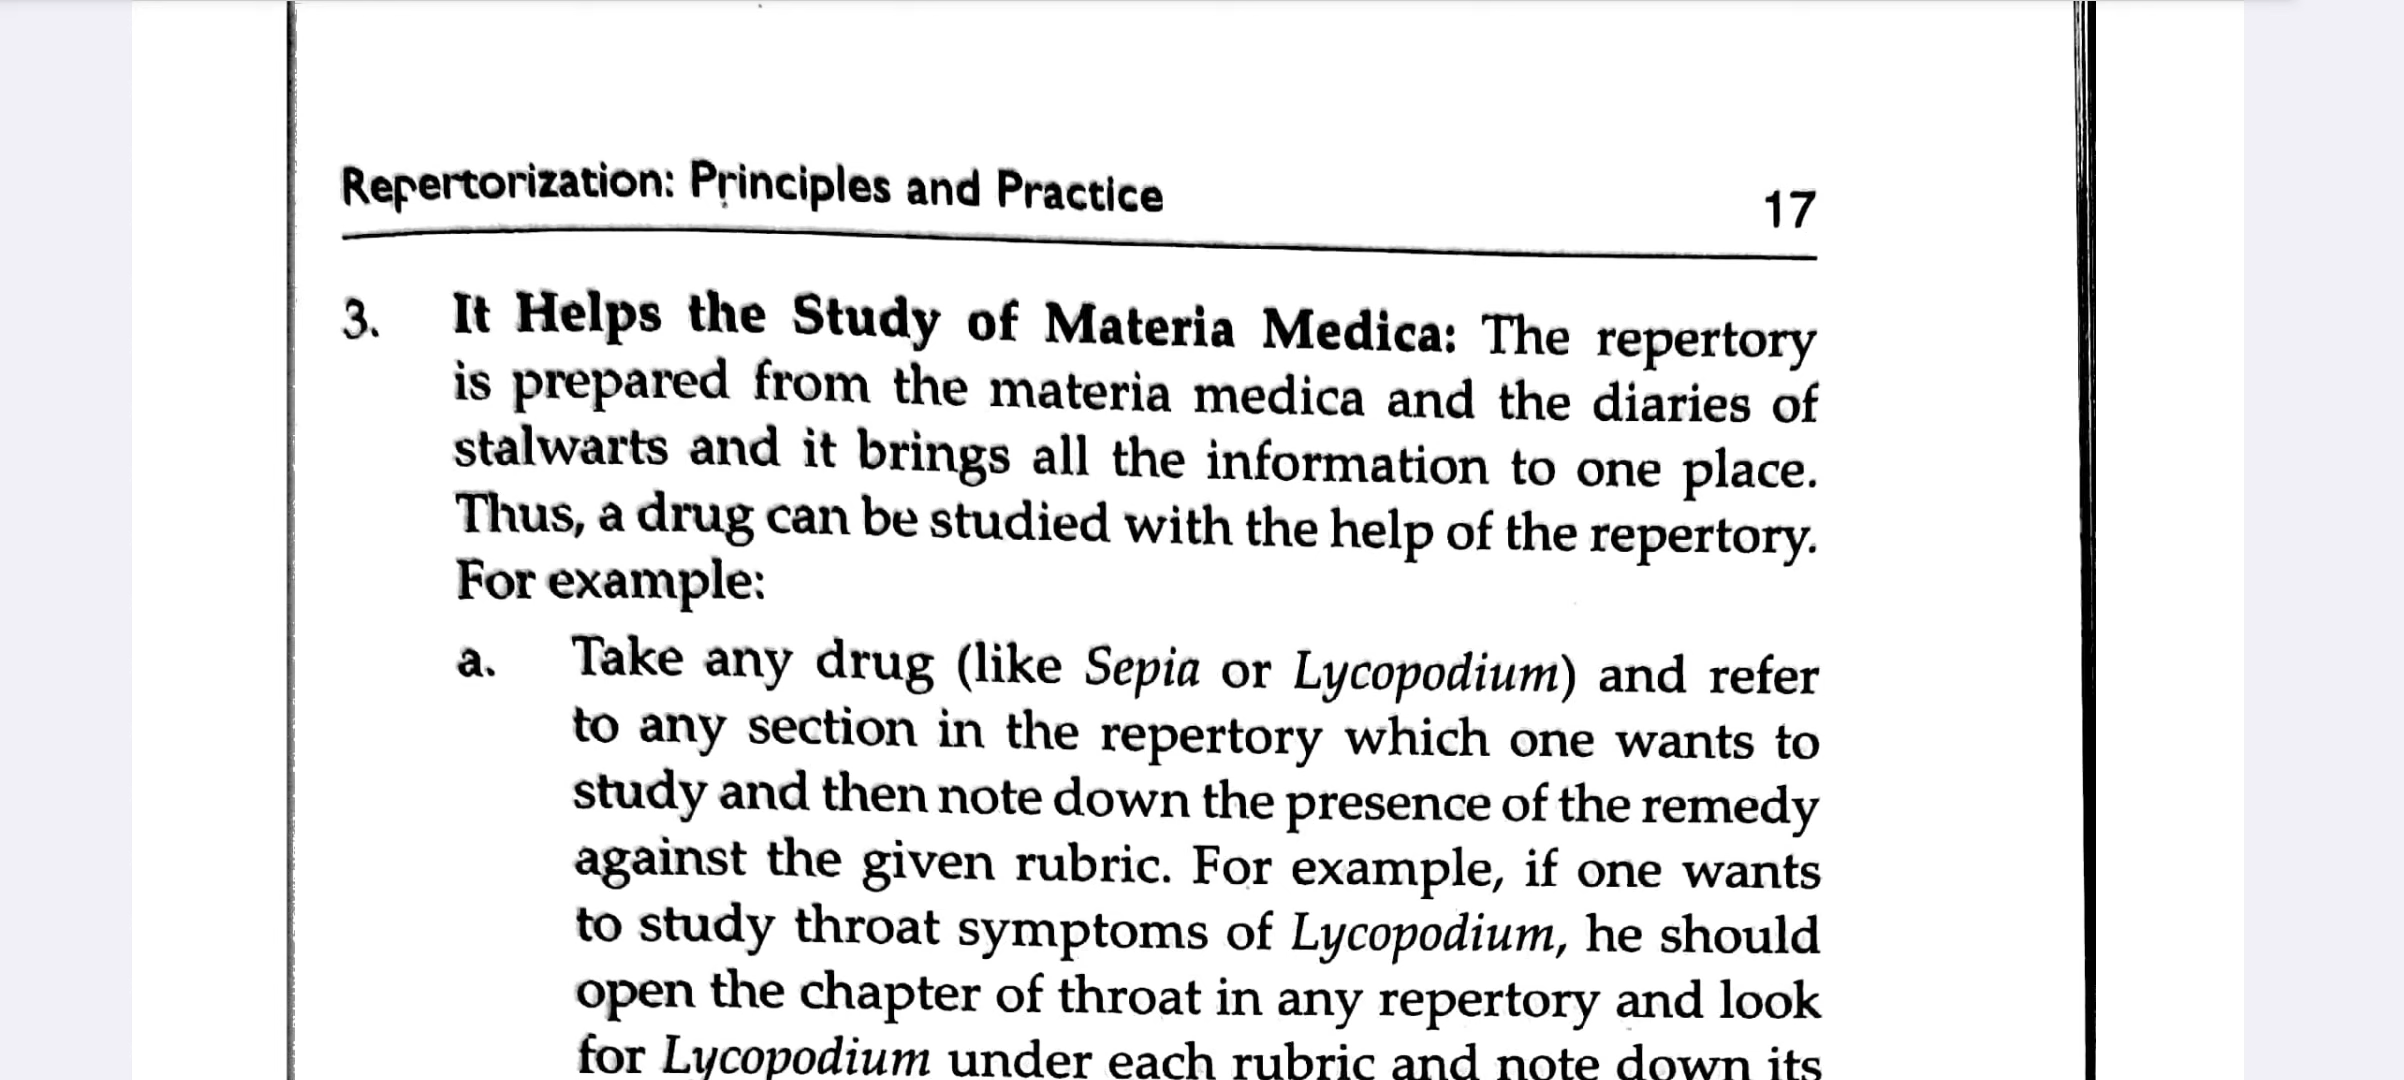 Repertorization: Principles and Practice
17
3. It Helps the Study of Materia Medica: The repertory
is prepared from the materia medica and the diaries of
stalwarts and it brings all the information to one place.
Thus, a drug can be studied with the help of the repertory.
For example:
a. Take any drug (like Sepia or Lycopodium) and refer
to any section in the repertory which one wants to
study and then note down the presence of the remedy
against the given rubric. For example, if one wants
to study throat symptoms of Lycopodium, he should
open the chapter of throat in any repertory and look
for Lycopodium under each rubric and note down its